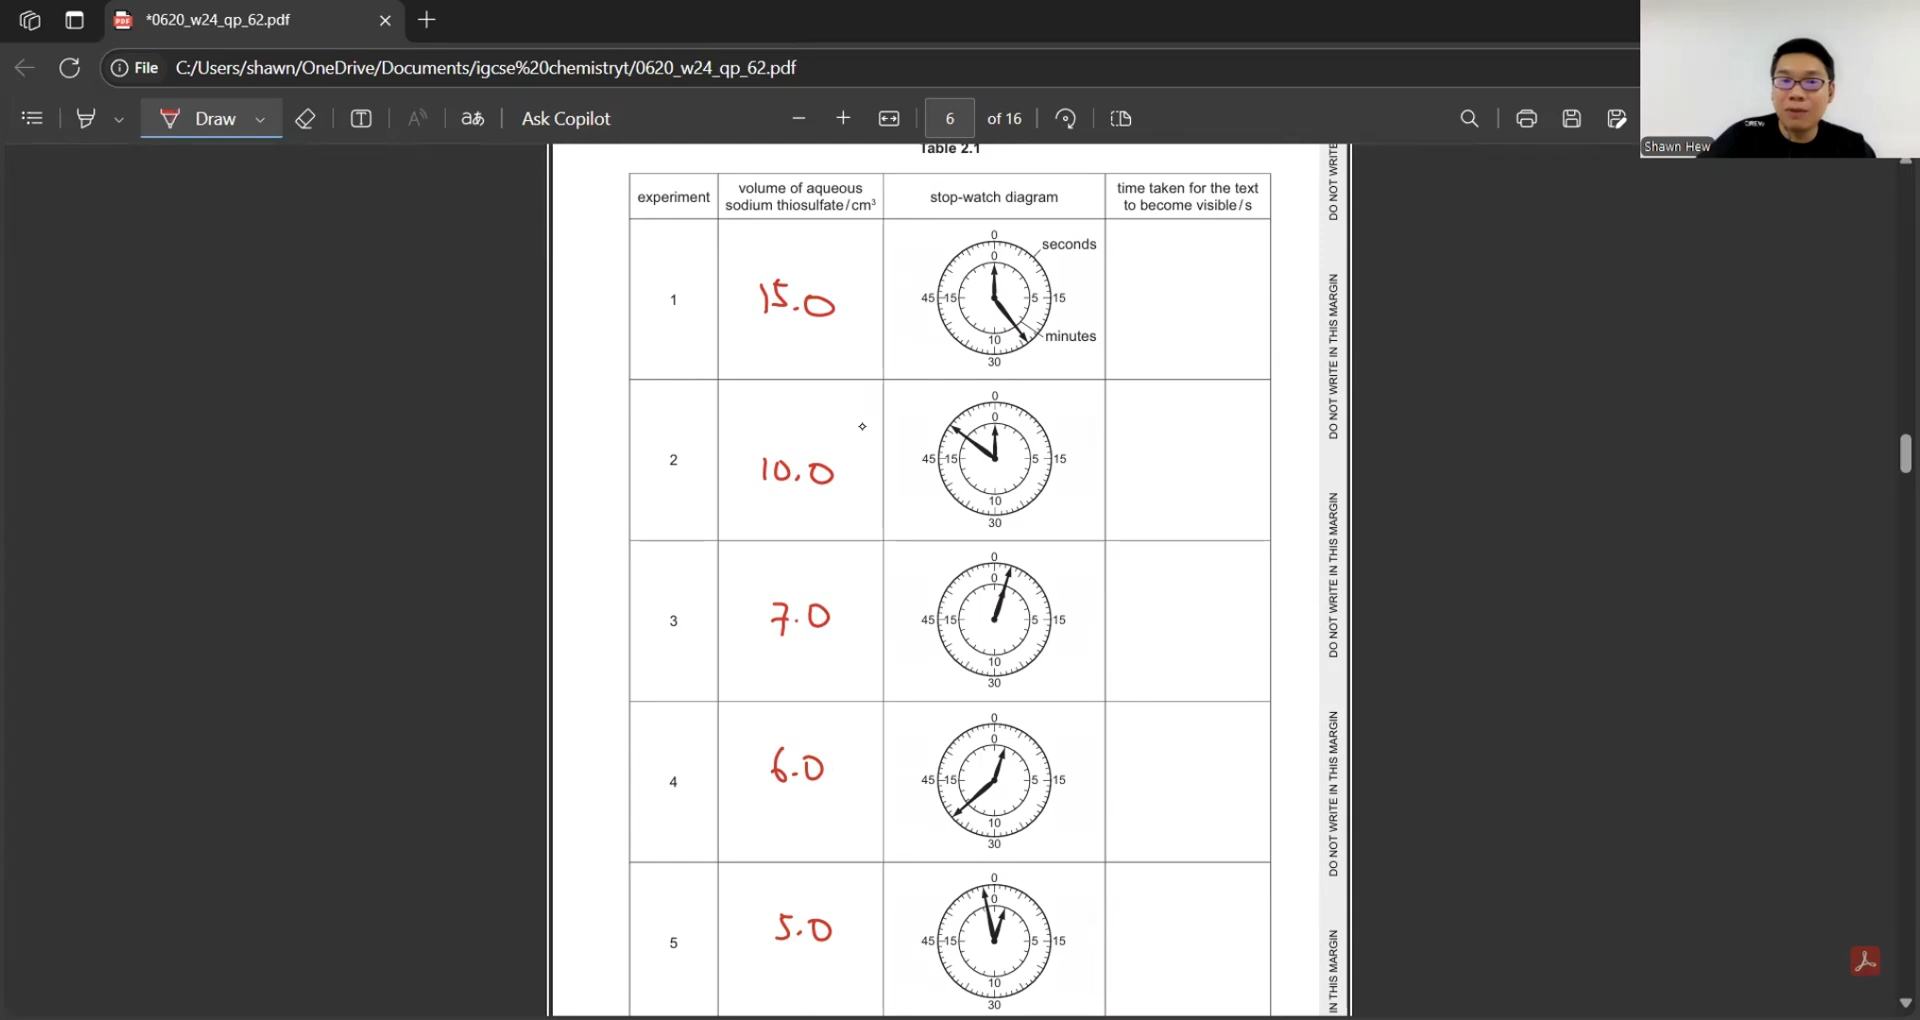 *0620_w24_qp_62.pdf
File C:/Users/shawn/OneDrive/Documents/igcse%20chemistryt/0620_w24_qp_62.pdf
Draw aあ Ask Copilot 6 of 16
Shawn Hew
Table 2.1
experiment
volume of aqueous
sodium thiosulfate/cm³
stop-watch diagram
time taken for the text
to become visible/s
1
15.0
0
seconds
0
45 15 5 15
minutes
10
30
2
10.0
0
0
45 15 5 15
10
30
3
7.0
0
0
45 15 5 15
10
30
4
6.0
0
0
45 15 5 15
10
30
5
5.0
0
0
45 15 5 15
10
30
DO NOT WRITE
DO NOT WRITE IN THIS MARGIN
DO NOT WRITE IN THIS MARGIN
DO NOT WRITE IN THIS MARGIN
IN THIS MARGIN